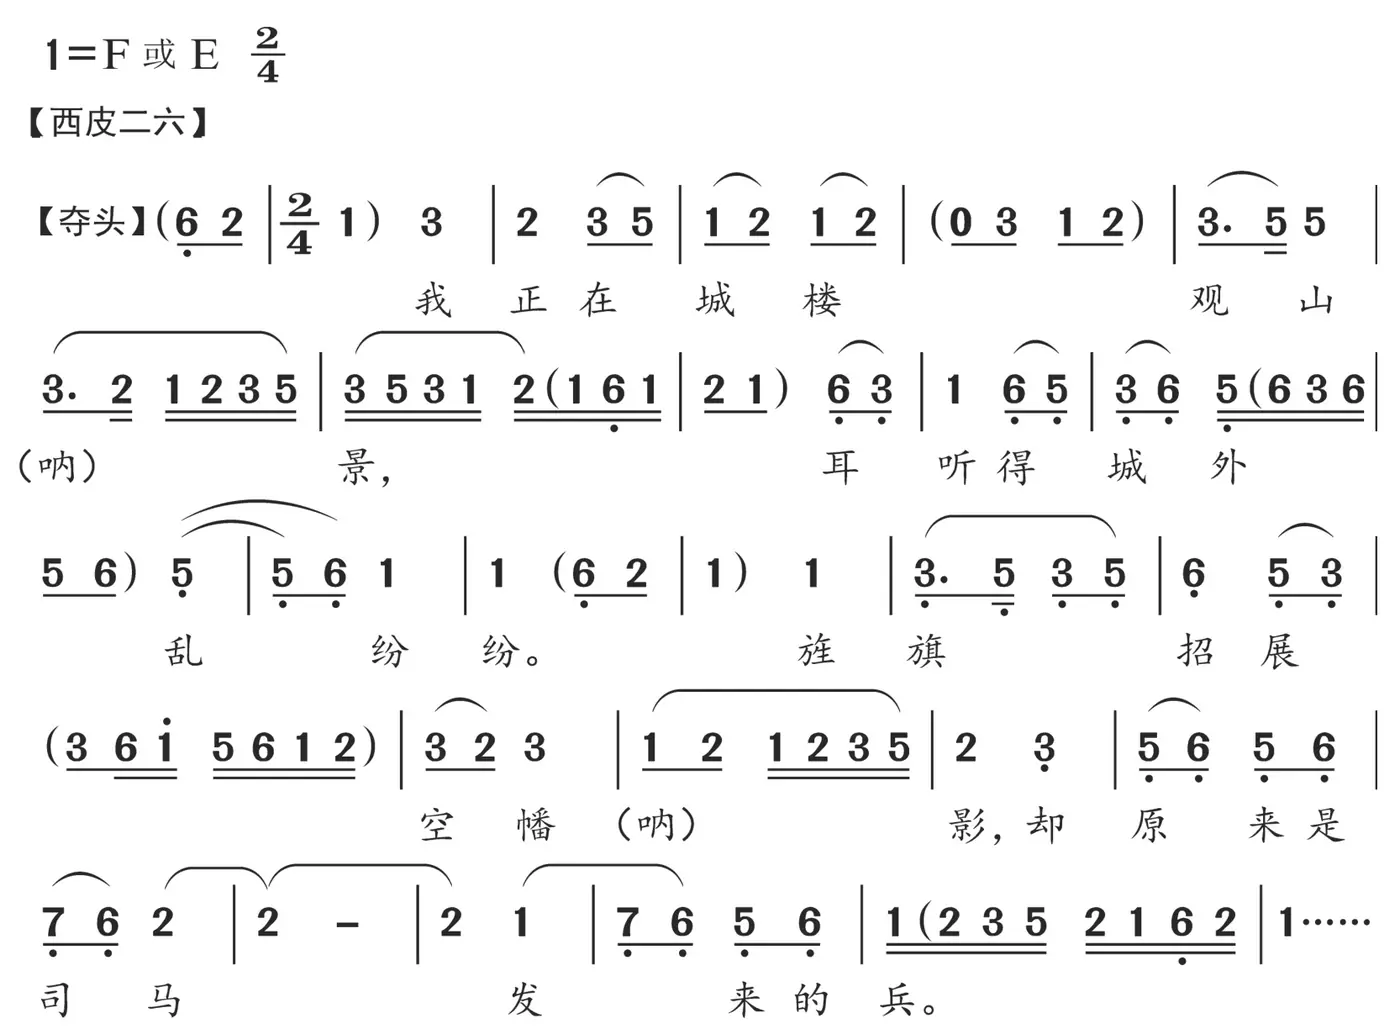 1=F 或 E 2/4
【西皮二六】
【夺头】(6̣ 2 | 2/4 1) 3 | 2 3 5 | 1 2 1 2 | (0 3 1 2) | 3. 5 5 |
我 正 在 城 楼 观 山
3. 2 1 2 3 5 | 3 5 3 1 2 (1 6̣ 1 | 2 1) 6̣ 3̣ | 1 6̣ 5̣ | 3̣ 6̣ 5̣ (6 3 6 |
(呐) 景, 耳 听 得 城 外
5 6) 5̣ | 5̣ 6̣ 1 | 1 (6̣ 2 | 1) 1 | 3̣. 5̣ 3̣ 5̣ | 6̣ 5̣ 3̣ |
乱 纷 纷。 旌 旗 招 展
(3 6 1̇ 5 6 1 2) | 3 2 3 | 1 2 1 2 3 5 | 2 3̣ | 5̣ 6̣ 5̣ 6̣ |
空 幡 (呐) 影, 却 原 来 是
7̣ 6̣ 2 | 2 – | 2 1 | 7̣ 6̣ 5̣ 6̣ | 1 (2 3 5 2 1 6̣ 2 | 1……
司 马 发 来 的 兵。